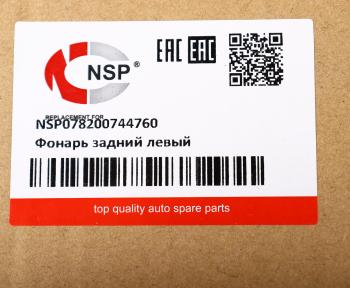 NSP®
EAC EAC
REPLACEMENT FOR
NSP078200744760
Фонарь задний левый
top quality auto spare parts